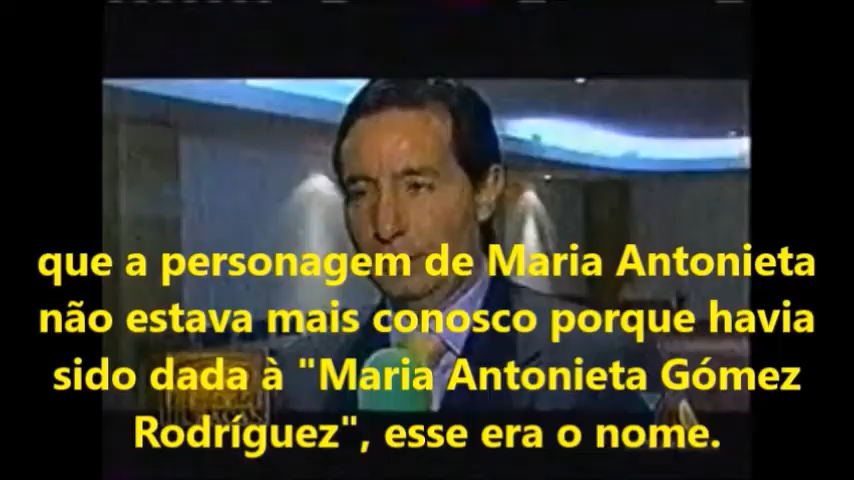 que a personagem de Maria Antonieta
não estava mais conosco porque havia
sido dada à "Maria Antonieta Gómez
Rodríguez", esse era o nome.